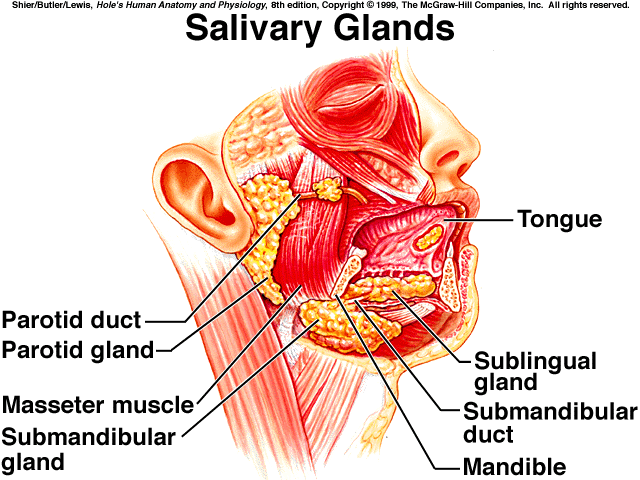 Shier/Butler/Lewis, Hole's Human Anatomy and Physiology, 8th edition, Copyright © 1999, The McGraw-Hill Companies, Inc. All rights reserved.
Salivary Glands
Tongue
Parotid duct
Parotid gland
Masseter muscle
Submandibular
gland
Sublingual
gland
Submandibular
duct
Mandible